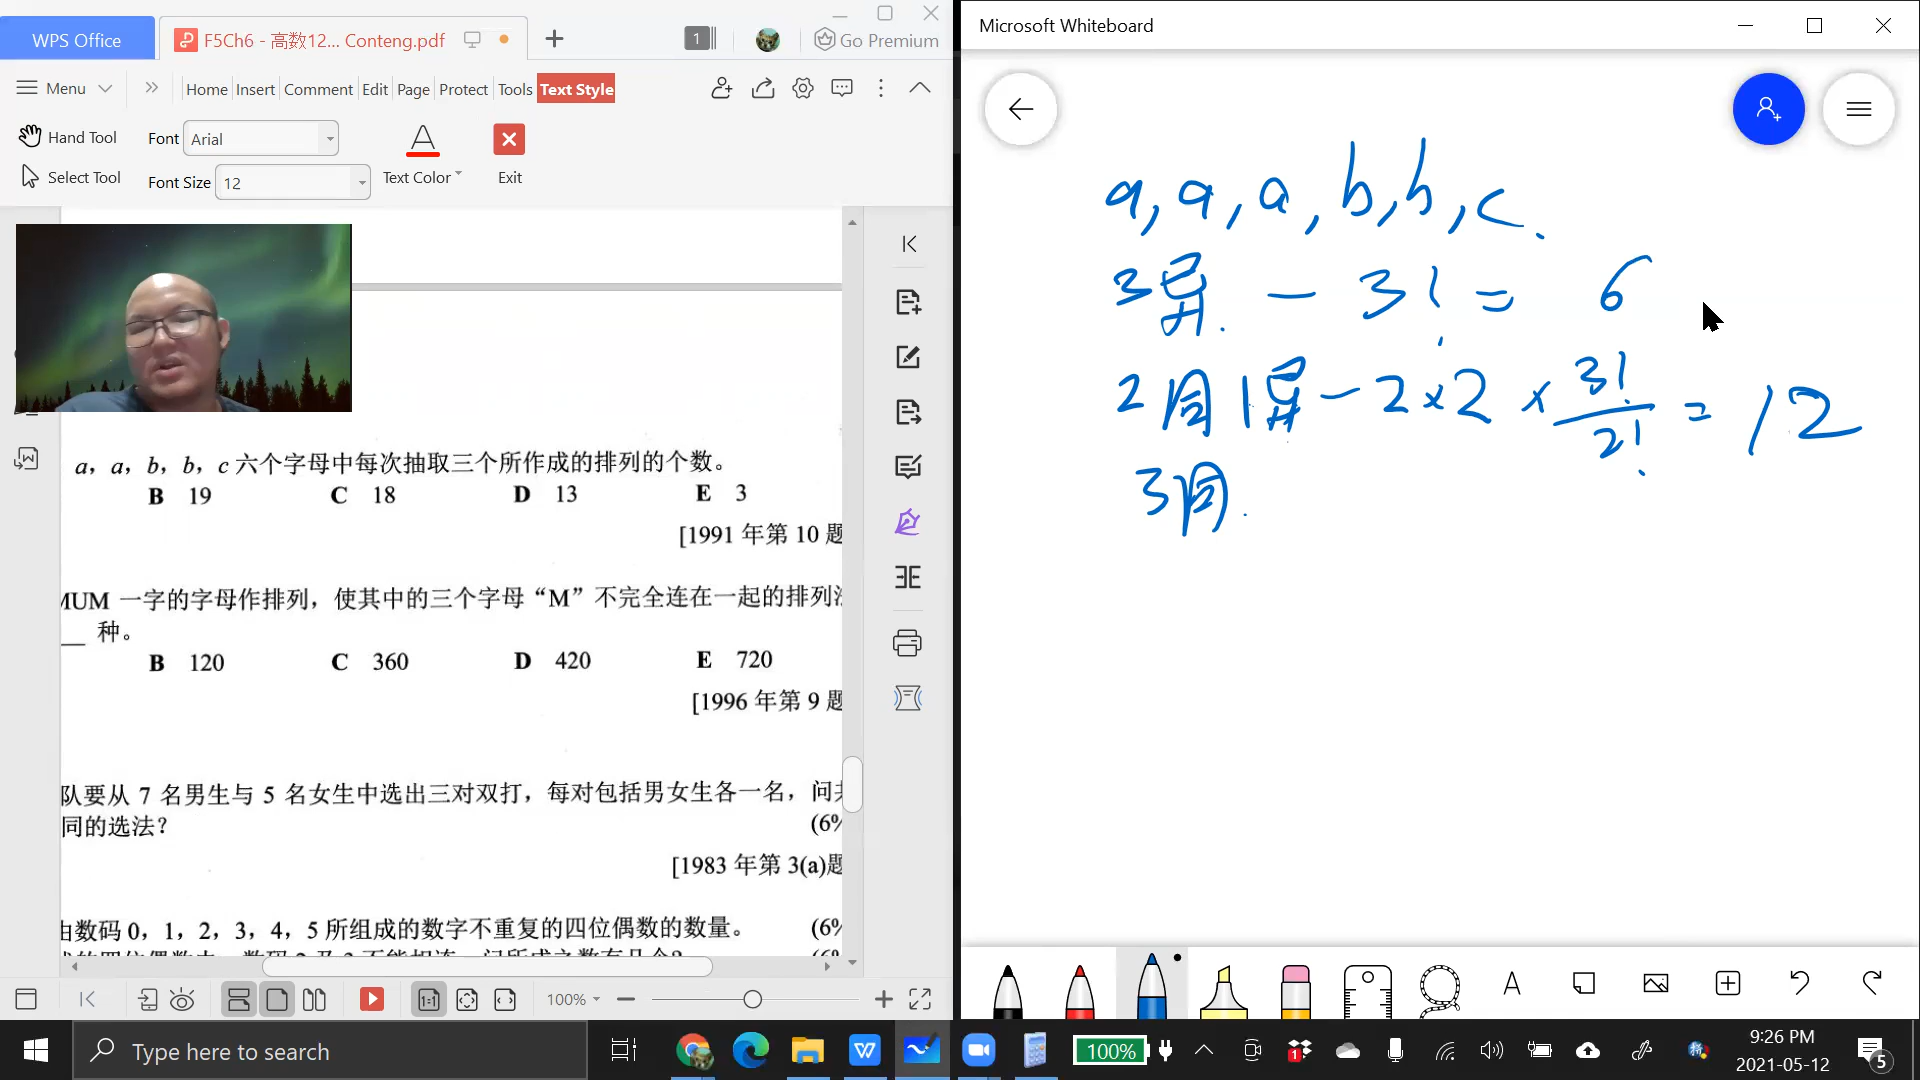 WPS Office
F5Ch6 - 高数12... Conteng.pdf
1
Go Premium
Menu
Home Insert Comment Edit Page Protect Tools Text Style
Hand Tool
Font Arial
Select Tool
Font Size 12
Text Color
Exit
a，a，b，b，c 六个字母中每次抽取三个所作成的排列的个数。
B 19 C 18 D 13 E 3
[1991 年第 10 题
MUM 一字的字母作排列，使其中的三个字母“M”不完全连在一起的排列
种。
B 120 C 360 D 420 E 720
[1996 年第 9 题
队要从 7 名男生与 5 名女生中选出三对双打，每对包括男女生各一名，问
同的选法？
(6%
[1983 年第 3(a)题
由数码 0，1，2，3，4，5 所组成的数字不重复的四位偶数的数量。 (6%
100%
Microsoft Whiteboard
a, a, a, b, b, c.
3异. — 3! = 6
2同1异 — 2×2 × 3!/2! = 12
3同.
Type here to search
100%
1
9:26 PM
2021-05-12
5